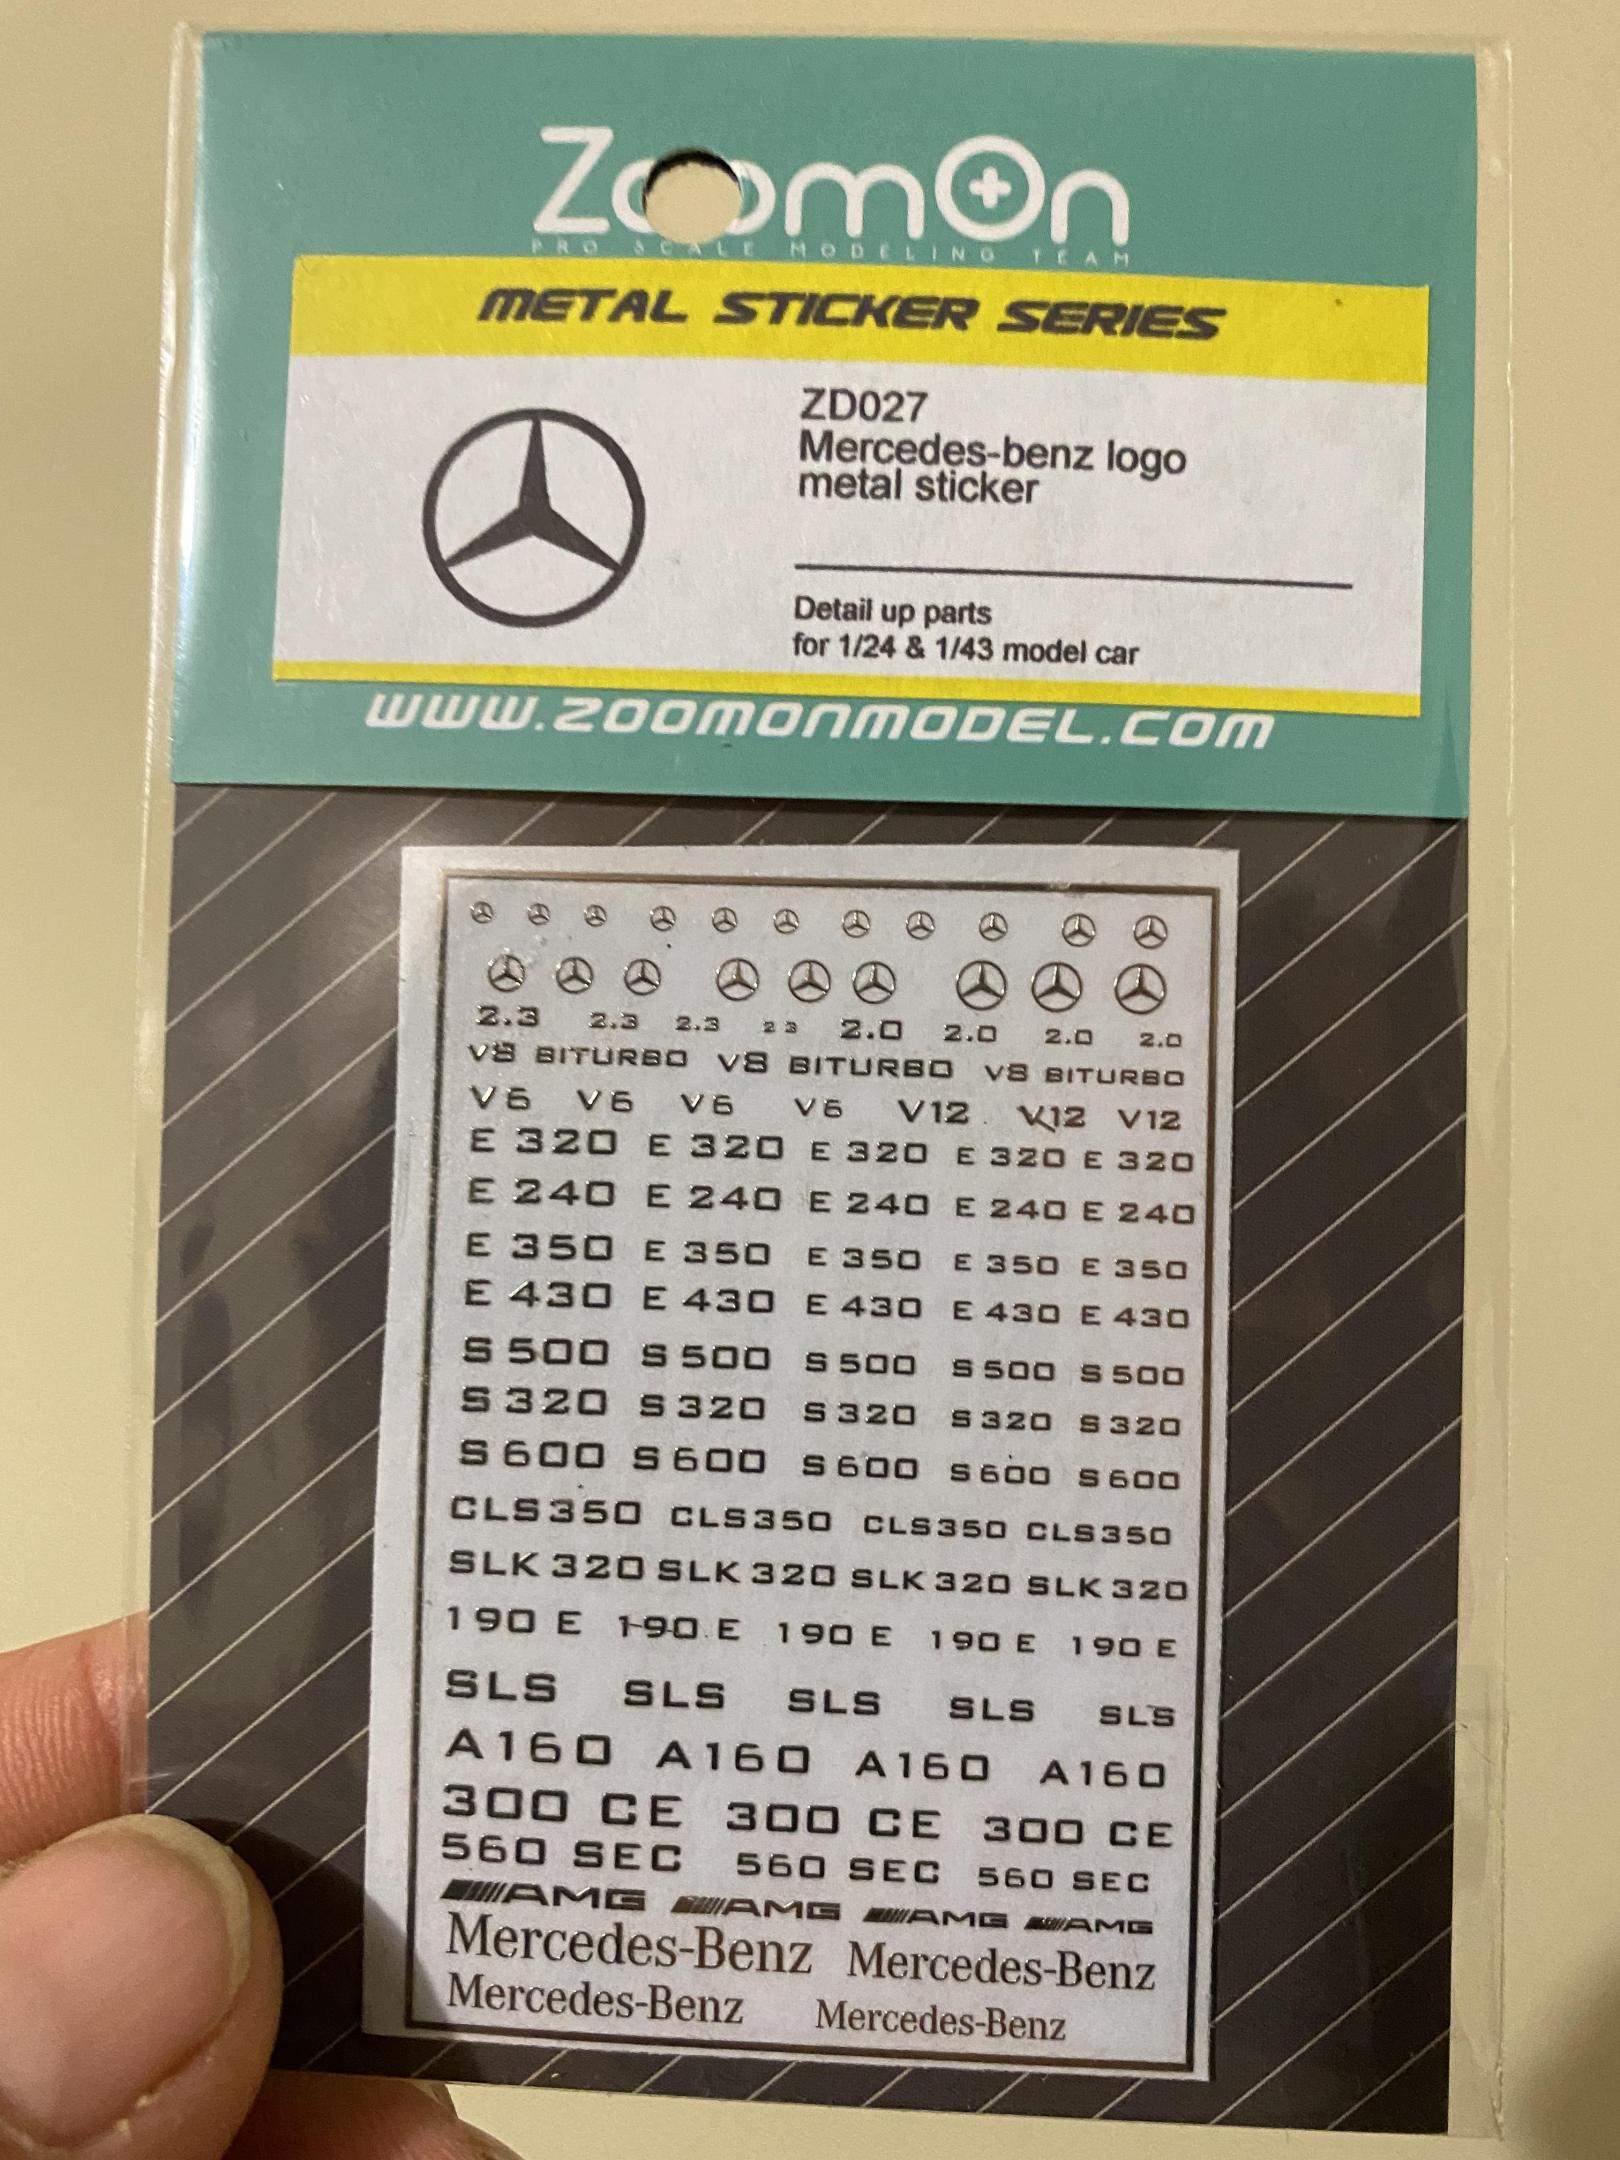 ZoomOn
PRO SCALE MODELING TEAM
METAL STICKER SERIES
ZD027
Mercedes-benz logo
metal sticker
Detail up parts
for 1/24 & 1/43 model car
www.zoomonmodel.com
2.3 2.3 2.3 2 3 2.0 2.0 2.0 2.0
V8 BITURBO V8 BITURBO V8 BITURBO
V6 V6 V6 V6 V12 V12 V12
E 320 E 320 E 320 E 320 E 320
E 240 E 240 E 240 E 240 E 240
E 350 E 350 E 350 E 350 E 350
E 430 E 430 E 430 E 430 E 430
S 500 S 500 S 500 S 500 S 500
S 320 S 320 S 320 S 320 S 320
S 600 S 600 S 600 S 600 S 600
CLS350 CLS350 CLS350 CLS350
SLK 320 SLK 320 SLK 320 SLK 320
190 E 190 E 190 E 190 E 190 E
SLS SLS SLS SLS SLS
A160 A160 A160 A160
300 CE 300 CE 300 CE
560 SEC 560 SEC 560 SEC
AMG AMG AMG AMG
Mercedes-Benz Mercedes-Benz
Mercedes-Benz Mercedes-Benz